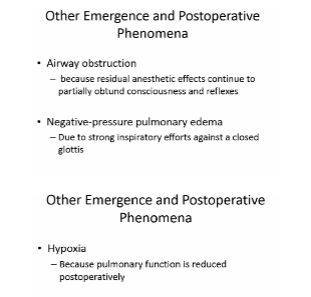 Other Emergence and Postoperative
Phenomena
• Airway obstruction
– because residual anesthetic effects continue to
partially obtund consciousness and reflexes
• Negative-pressure pulmonary edema
– Due to strong inspiratory efforts against a closed
glottis
Other Emergence and Postoperative
Phenomena
• Hypoxia
– Because pulmonary function is reduced
postoperatively